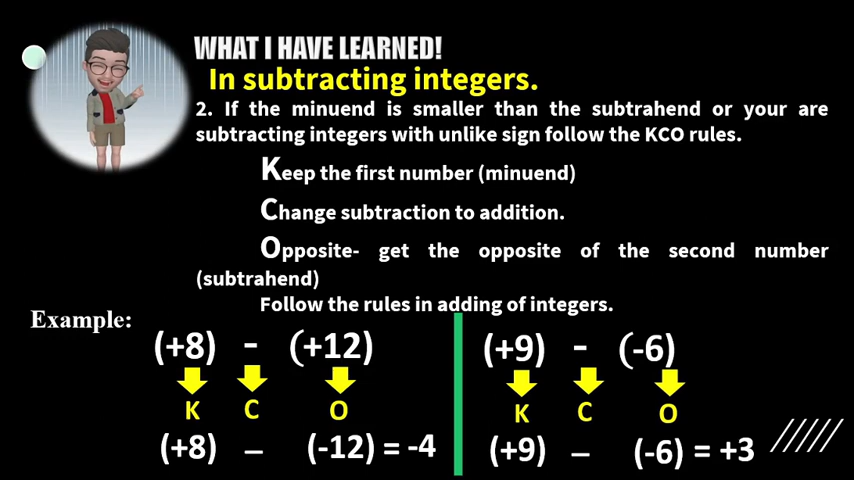 WHAT I HAVE LEARNED!
In subtracting integers.
2. If the minuend is smaller than the subtrahend or your are
subtracting integers with unlike sign follow the KCO rules.
Keep the first number (minuend)
Change subtraction to addition.
Opposite- get the opposite of the second number
(subtrahend)
Follow the rules in adding of integers.
Example:
(+8) - (+12)
K C O
(+8) – (-12) = -4
(+9) - (-6)
K C O
(+9) – (-6) = +3